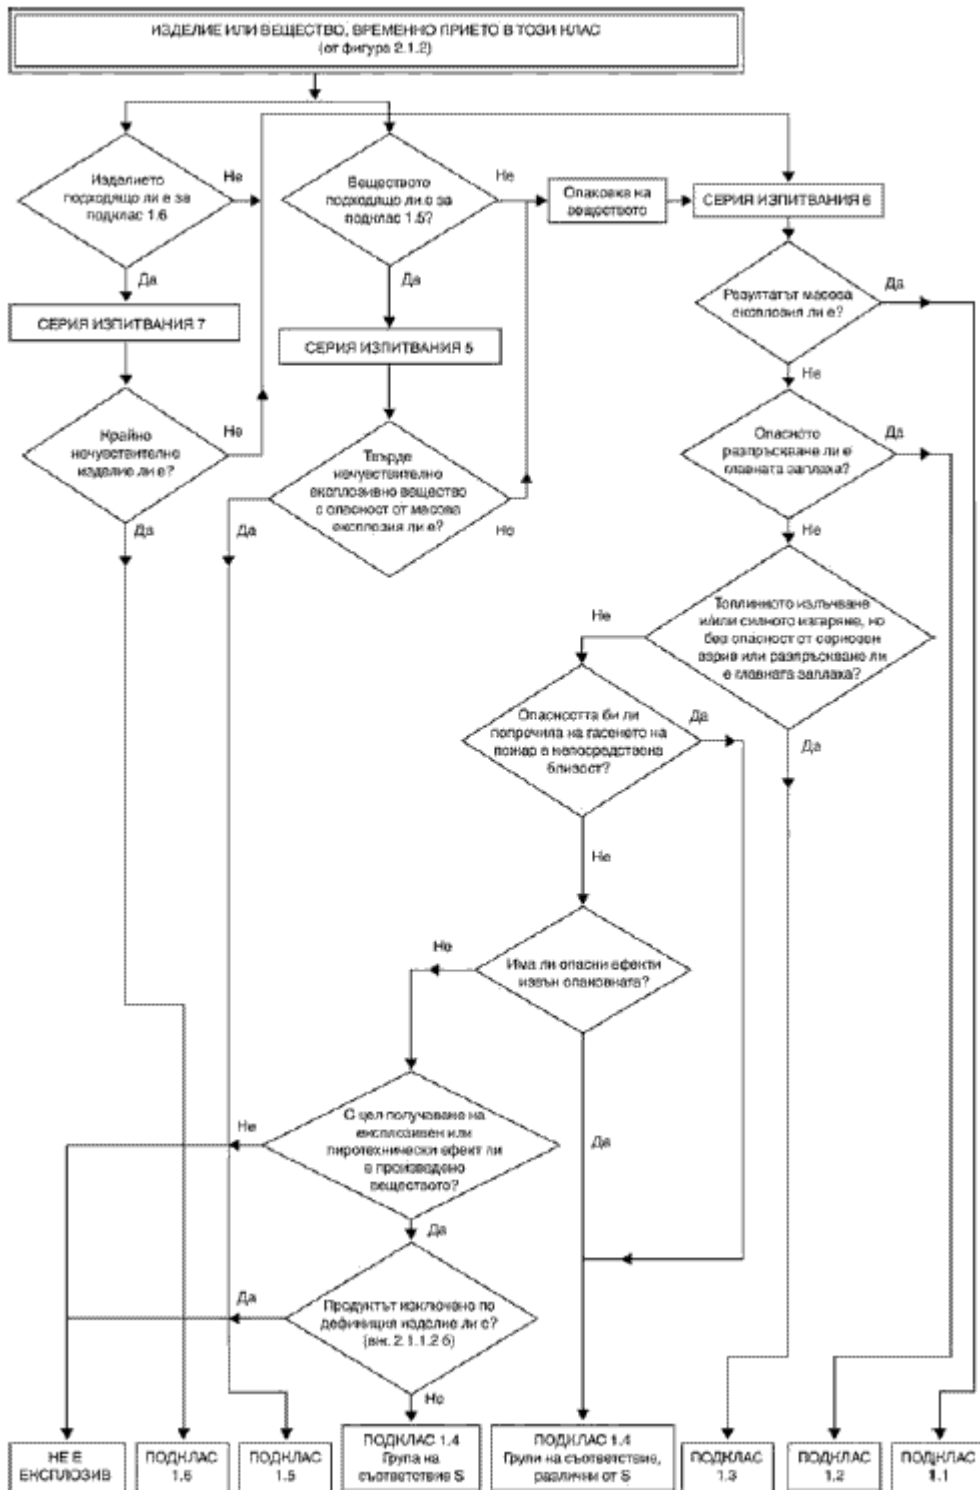 ИЗДЕЛИЕ ИЛИ ВЕЩЕСТВО, ВРЕМЕННО ПРИЕТО В ТОЗИ КЛАС
(от фигура 2.1.2)
Изделието
подходящо ли е за
подклас 1.6
Не
Да
Веществото
подходящо ли е за
подклас 1.5?
Не
Да
Опаковка на
веществото
СЕРИЯ ИЗПИТВАНИЯ 6
СЕРИЯ ИЗПИТВАНИЯ 7
СЕРИЯ ИЗПИТВАНИЯ 5
Резултатът масова
експлозия ли е?
Да
Не
Крайно
нечувствително
изделие ли е?
Не
Да
Твърде
нечувствително
експлозивно вещество
с опасност от масова
експлозия ли е?
Да
Но
Опасното
разпръскване ли е
главната заплаха?
Да
Не
Топлинното излъчване
и/или силното изгаряне, но
без опасност от сериозен
взрив или разпръскване ли
е главната заплаха?
Не
Да
Опасността би ли
попречила на гасенето на
пожар в непосредствена
близост?
Да
Не
Има ли опасни ефекти
извън опаковката?
Не
Да
С цел получаване на
експлозивен или
пиротехнически ефект ли
е произведено
веществото?
Не
Да
Продуктът изключено по
дефиниция изделие ли е?
(вж. 2.1.1.2 б)
Да
Но
НЕ Е
ЕКСПЛОЗИВ
ПОДКЛАС
1.6
ПОДКЛАС
1.5
ПОДКЛАС 1.4
Група на
съответствие S
ПОДКЛАС 1.4
Групи на съответствие,
различни от S
ПОДКЛАС
1.3
ПОДКЛАС
1.2
ПОДКЛАС
1.1